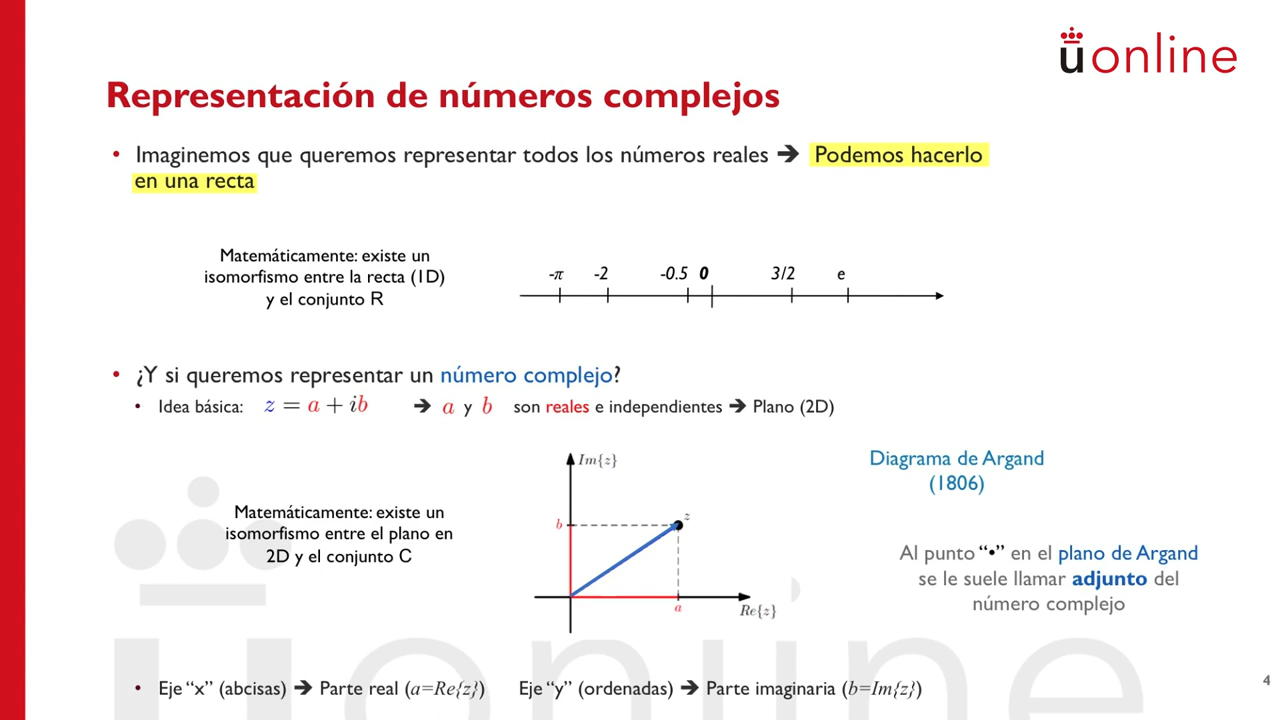 uonline
Representación de números complejos
• Imaginemos que queremos representar todos los números reales ➔ Podemos hacerlo
en una recta
Matemáticamente: existe un
isomorfismo entre la recta (1D)
y el conjunto R
-π -2 -0.5 0 3/2 e
• ¿Y si queremos representar un número complejo?
• Idea básica: z = a + ib ➔ a y b son reales e independientes ➔ Plano (2D)
Matemáticamente: existe un
isomorfismo entre el plano en
2D y el conjunto C
Im{z}
z
b
a
Re{z}
Diagrama de Argand
(1806)
Al punto “•” en el plano de Argand
se le suele llamar adjunto del
número complejo
• Eje “x” (abcisas) ➔ Parte real (a=Re{z}) Eje “y” (ordenadas) ➔ Parte imaginaria (b=Im{z})
4
uonline